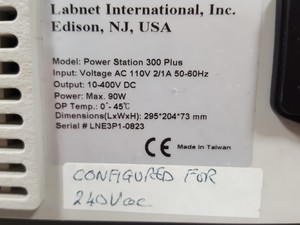 Labnet International, Inc.
Edison, NJ, USA
Model: Power Station 300 Plus
Input: Voltage AC 110V 2/1A 50-60Hz
Output: 10-400V DC
Power: Max. 90W
OP Temp.: 0°- 45℃
Dimensions(LxWxH): 295*204*73 mm
Serial # LNE3P1-0823
CE Made in Taiwan
CONFIGURED FOR
240Vac